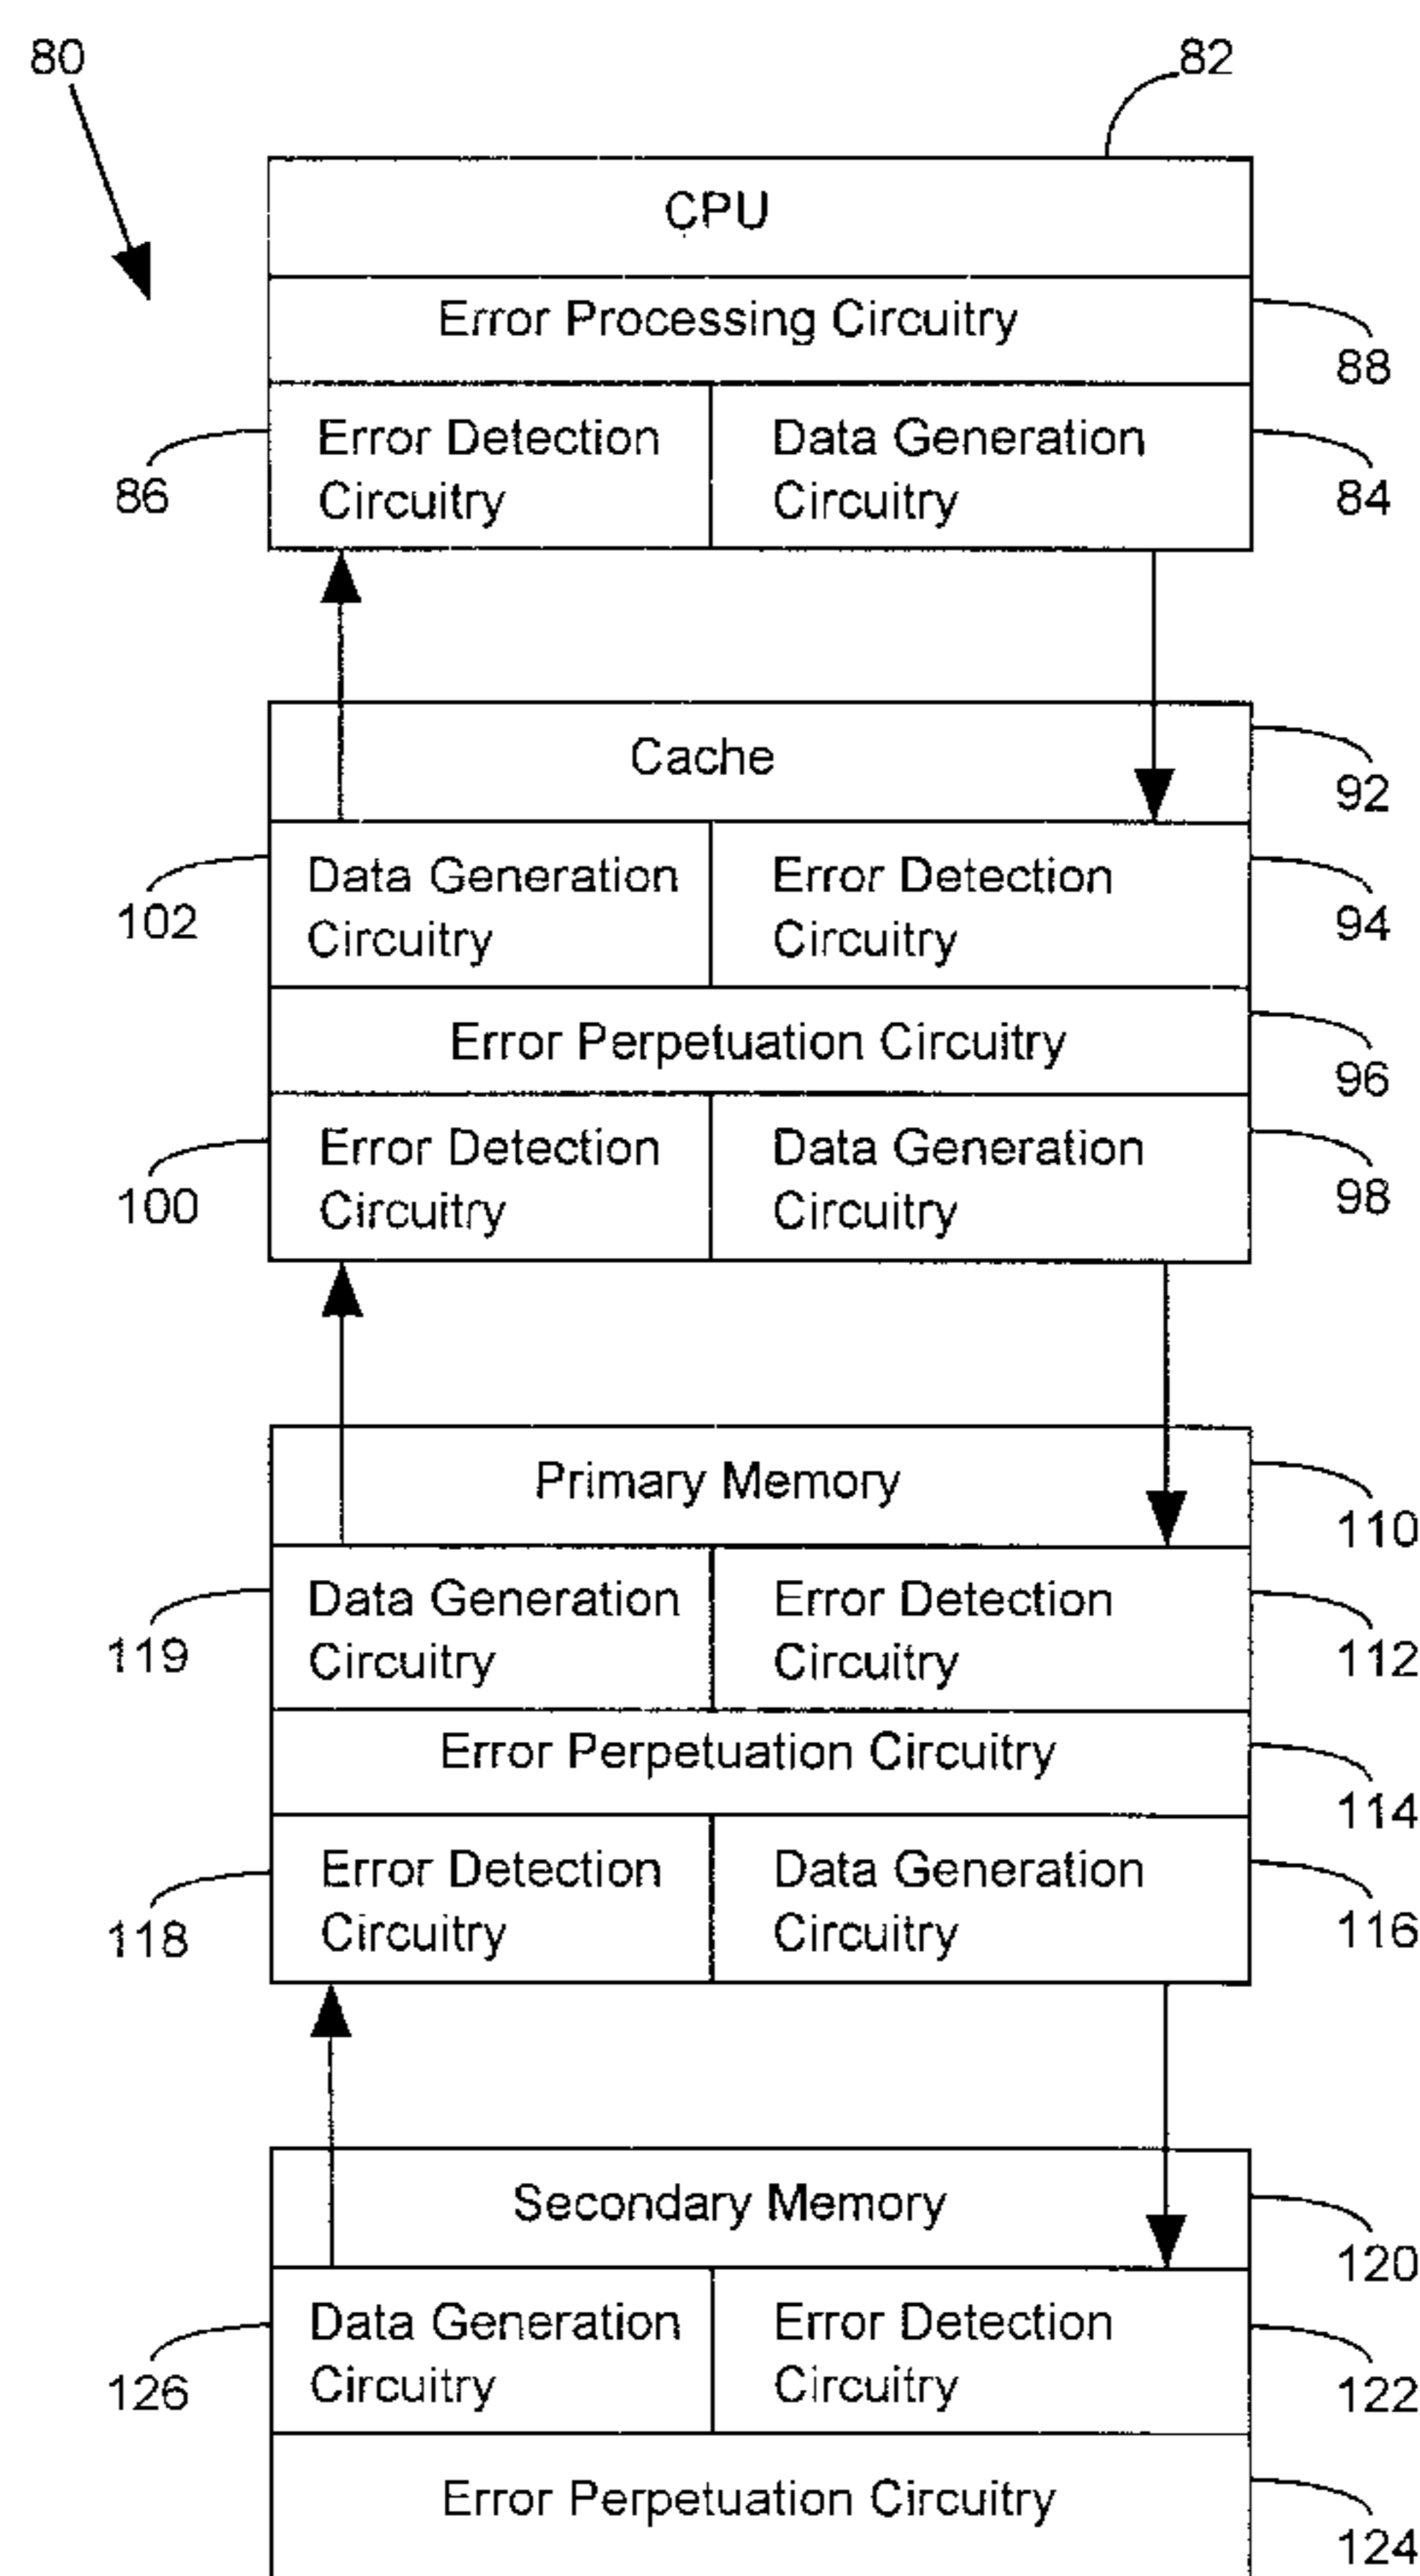 80
82
CPU
Error Processing Circuitry
88
Error Detection
Circuitry
86
Data Generation
Circuitry
84
Cache
92
Data Generation
Circuitry
102
Error Detection
Circuitry
94
Error Perpetuation Circuitry
96
Error Detection
Circuitry
100
Data Generation
Circuitry
98
Primary Memory
110
Data Generation
Circuitry
119
Error Detection
Circuitry
112
Error Perpetuation Circuitry
114
Error Detection
Circuitry
118
Data Generation
Circuitry
116
Secondary Memory
120
Data Generation
Circuitry
126
Error Detection
Circuitry
122
Error Perpetuation Circuitry
124